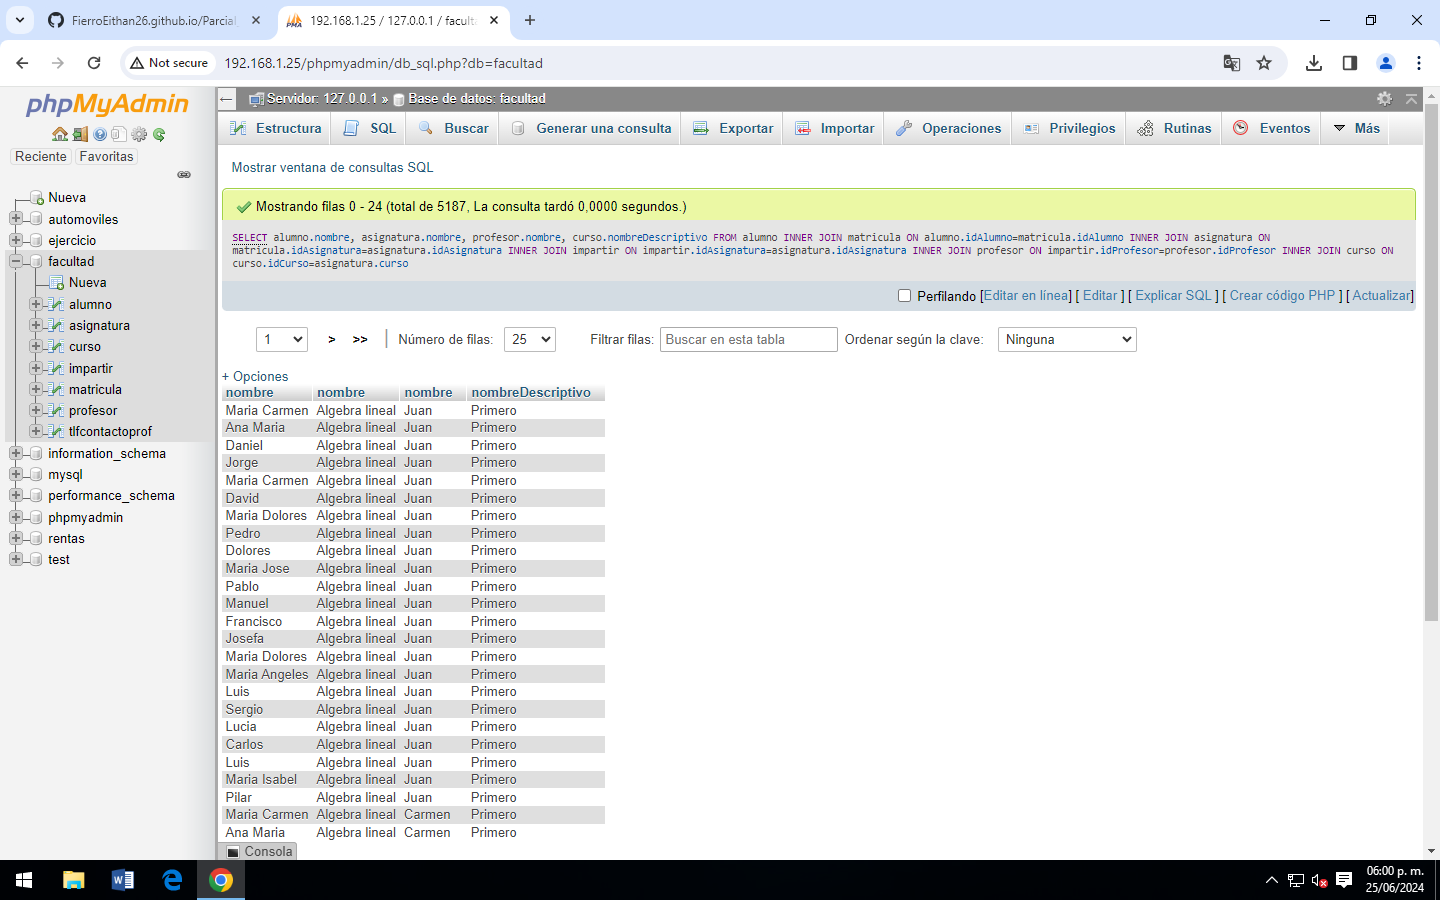 FierroEithan26.github.io/Parcial
192.168.1.25 / 127.0.0.1 / faculta
Not secure
192.168.1.25/phpmyadmin/db_sql.php?db=facultad
phpMyAdmin
Reciente Favoritas
Nueva
automoviles
ejercicio
facultad
Nueva
alumno
asignatura
curso
impartir
matricula
profesor
tlfcontactoprof
information_schema
mysql
performance_schema
phpmyadmin
rentas
test
Servidor: 127.0.0.1 » Base de datos: facultad
Estructura SQL Buscar Generar una consulta Exportar Importar Operaciones Privilegios Rutinas Eventos Más
Mostrar ventana de consultas SQL
Mostrando filas 0 - 24 (total de 5187, La consulta tardó 0,0000 segundos.)
SELECT alumno.nombre, asignatura.nombre, profesor.nombre, curso.nombreDescriptivo FROM alumno INNER JOIN matricula ON alumno.idAlumno=matricula.idAlumno INNER JOIN asignatura ON
matricula.idAsignatura=asignatura.idAsignatura INNER JOIN impartir ON impartir.idAsignatura=asignatura.idAsignatura INNER JOIN profesor ON impartir.idProfesor=profesor.idProfesor INNER JOIN curso ON
curso.idCurso=asignatura.curso
Perfilando [Editar en línea] [ Editar ] [ Explicar SQL ] [ Crear código PHP ] [ Actualizar]
1 > >> Número de filas: 25 Filtrar filas: Buscar en esta tabla Ordenar según la clave: Ninguna
+ Opciones
nombre nombre nombre nombreDescriptivo
Maria Carmen Algebra lineal Juan Primero
Ana Maria Algebra lineal Juan Primero
Daniel Algebra lineal Juan Primero
Jorge Algebra lineal Juan Primero
Maria Carmen Algebra lineal Juan Primero
David Algebra lineal Juan Primero
Maria Dolores Algebra lineal Juan Primero
Pedro Algebra lineal Juan Primero
Dolores Algebra lineal Juan Primero
Maria Jose Algebra lineal Juan Primero
Pablo Algebra lineal Juan Primero
Manuel Algebra lineal Juan Primero
Francisco Algebra lineal Juan Primero
Josefa Algebra lineal Juan Primero
Maria Dolores Algebra lineal Juan Primero
Maria Angeles Algebra lineal Juan Primero
Luis Algebra lineal Juan Primero
Sergio Algebra lineal Juan Primero
Lucia Algebra lineal Juan Primero
Carlos Algebra lineal Juan Primero
Luis Algebra lineal Juan Primero
Maria Isabel Algebra lineal Juan Primero
Pilar Algebra lineal Juan Primero
Maria Carmen Algebra lineal Carmen Primero
Ana Maria Algebra lineal Carmen Primero
Consola
06:00 p. m.
25/06/2024